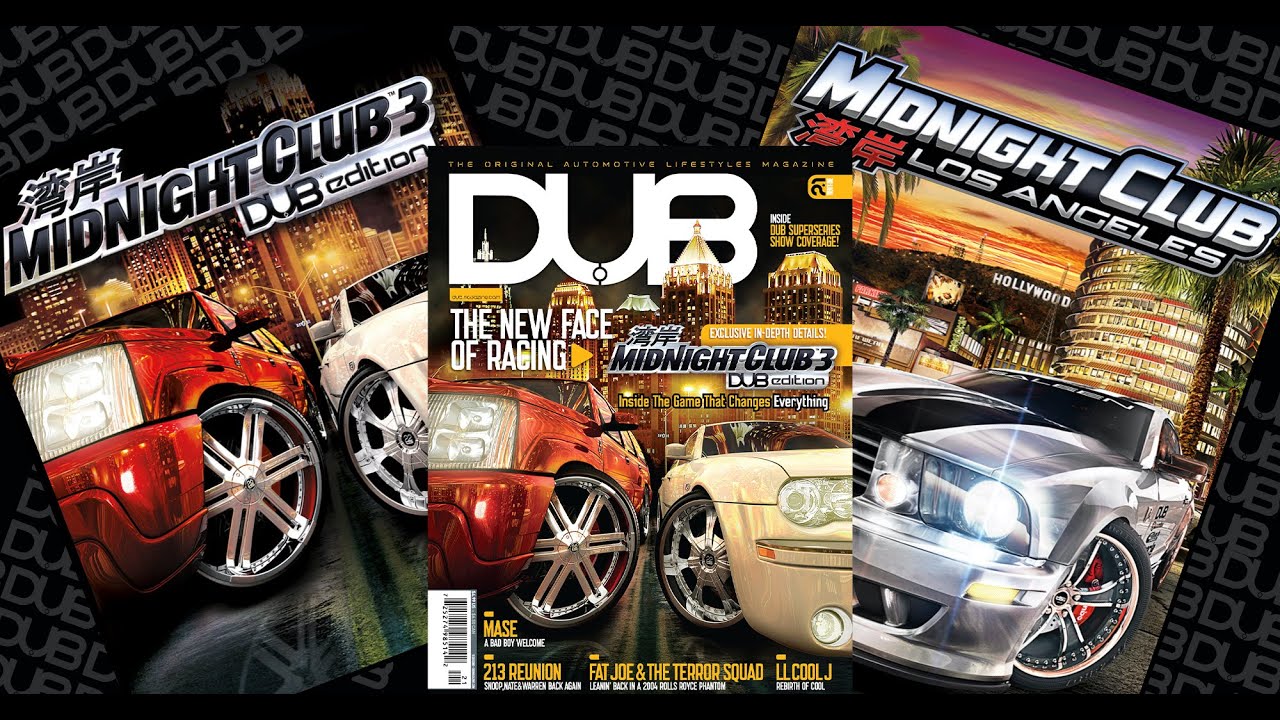 湾岸
MIDNIGHT CLUB 3™
DUB edition
THE ORIGINAL AUTOMOTIVE LIFESTYLES MAGAZINE
DUB
INSIDE
DUB SUPERSERIES
SHOW COVERAGE!
THE NEW FACE
OF RACING
EXCLUSIVE IN-DEPTH DETAILS!
湾岸
MIDNIGHT CLUB 3
DUB edition
Inside The Game That Changes Everything
MASE
A BAD BOY WELCOME
213 REUNION
SNOOP, NATE & WARREN BACK AGAIN
FAT JOE & THE TERROR SQUAD
LEANIN' BACK IN A 2004 ROLLS ROYCE PHANTOM
LL COOL J
REBIRTH OF COOL
21
MIDNIGHT CLUB
湾岸 LOS ANGELES
HOLLYWOOD
DUB